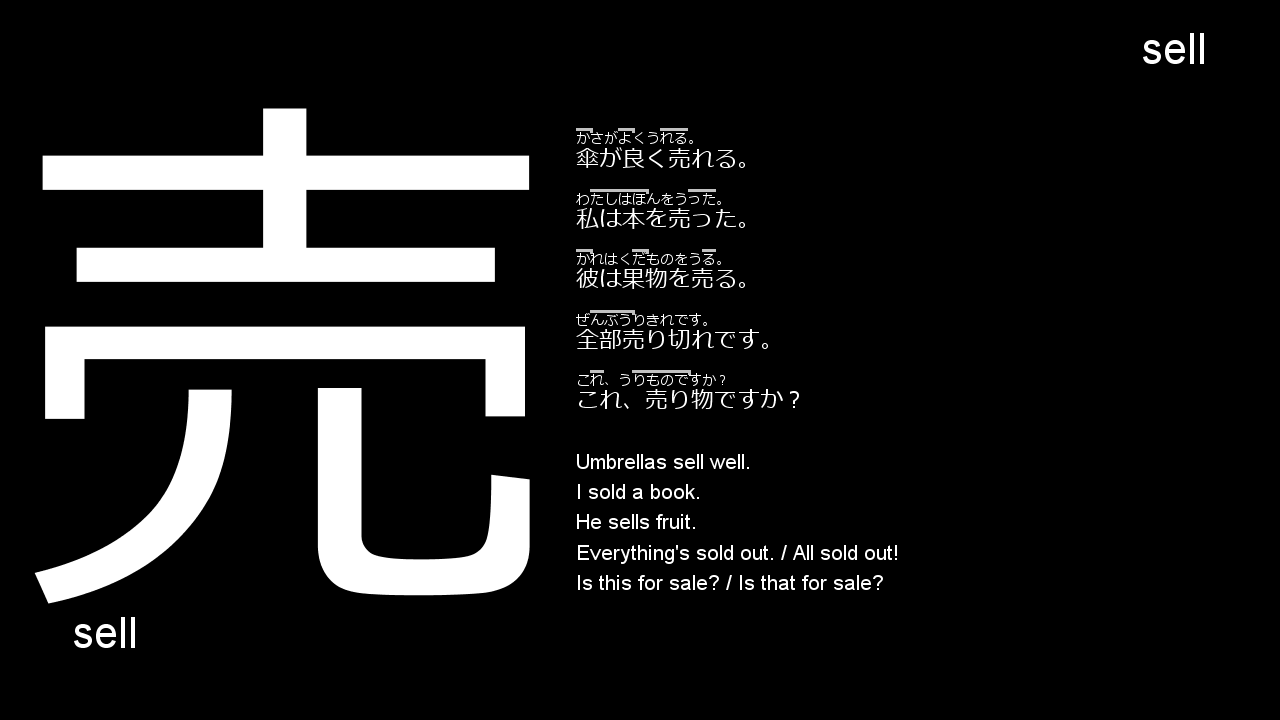 sell
売
かさがよくうれる。
傘が良く売れる。
わたしはほんをうった。
私は本を売った。
かれはくだものをうる。
彼は果物を売る。
ぜんぶうりきれです。
全部売り切れです。
これ、うりものですか？
これ、売り物ですか？
Umbrellas sell well.
I sold a book.
He sells fruit.
Everything's sold out. / All sold out!
Is this for sale? / Is that for sale?
sell